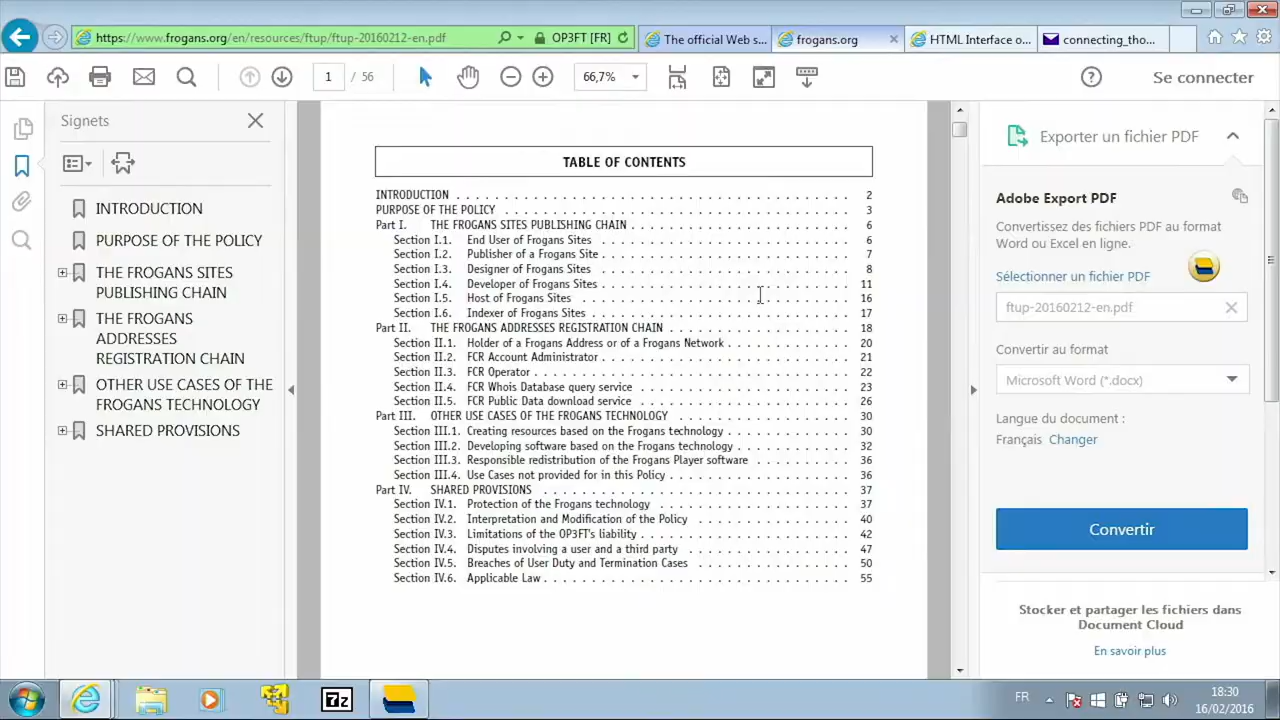 https://www.frogans.org/en/resources/ftup/ftup-20160212-en.pdf
OP3FT [FR]
The official Web s...
frogans.org
HTML Interface o...
connecting_tho...
1 / 56
66,7%
Se connecter
Signets
INTRODUCTION
PURPOSE OF THE POLICY
THE FROGANS SITES
PUBLISHING CHAIN
THE FROGANS
ADDRESSES
REGISTRATION CHAIN
OTHER USE CASES OF THE
FROGANS TECHNOLOGY
SHARED PROVISIONS
TABLE OF CONTENTS
INTRODUCTION 2
PURPOSE OF THE POLICY 3
Part I. THE FROGANS SITES PUBLISHING CHAIN 6
Section I.1. End User of Frogans Sites 6
Section I.2. Publisher of a Frogans Site 7
Section I.3. Designer of Frogans Sites 8
Section I.4. Developer of Frogans Sites 11
Section I.5. Host of Frogans Sites 16
Section I.6. Indexer of Frogans Sites 17
Part II. THE FROGANS ADDRESSES REGISTRATION CHAIN 18
Section II.1. Holder of a Frogans Address or of a Frogans Network 20
Section II.2. FCR Account Administrator 21
Section II.3. FCR Operator 22
Section II.4. FCR Whois Database query service 23
Section II.5. FCR Public Data download service 26
Part III. OTHER USE CASES OF THE FROGANS TECHNOLOGY 30
Section III.1. Creating resources based on the Frogans technology 30
Section III.2. Developing software based on the Frogans technology 32
Section III.3. Responsible redistribution of the Frogans Player software 36
Section III.4. Use Cases not provided for in this Policy 36
Part IV. SHARED PROVISIONS 37
Section IV.1. Protection of the Frogans technology 37
Section IV.2. Interpretation and Modification of the Policy 40
Section IV.3. Limitations of the OP3FT's liability 42
Section IV.4. Disputes involving a user and a third party 47
Section IV.5. Breaches of User Duty and Termination Cases 50
Section IV.6. Applicable Law 55
Exporter un fichier PDF
Adobe Export PDF
Convertissez des fichiers PDF au format
Word ou Excel en ligne.
Sélectionner un fichier PDF
ftup-20160212-en.pdf
Convertir au format
Microsoft Word (*.docx)
Langue du document :
Français Changer
Convertir
Stocker et partager les fichiers dans
Document Cloud
En savoir plus
7z
FR
18:30
16/02/2016